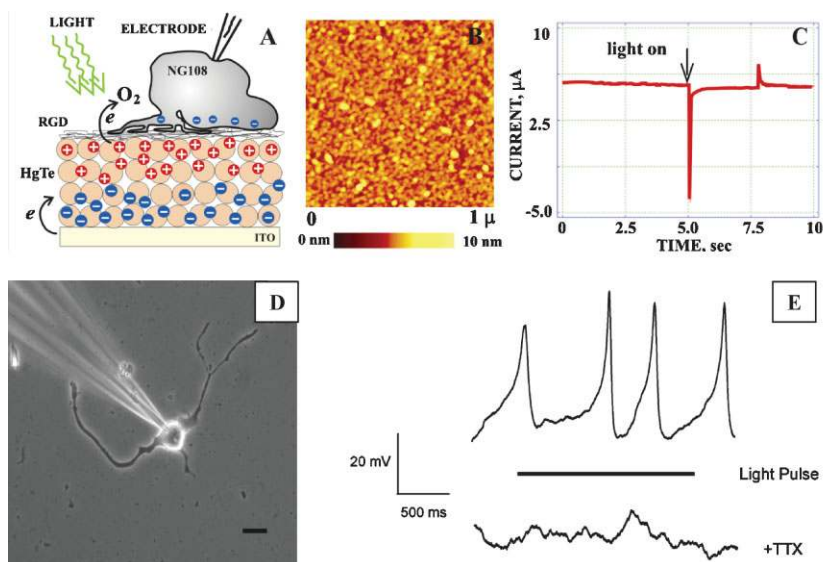 LIGHT
ELECTRODE
A
NG108
O2
e
RGD
HgTe
e
ITO
B
0
1 μ
0 nm
10 nm
C
10
2.5
-5.0
CURRENT, μA
light on
0
2.5
5.0
7.5
10
TIME, sec
D
E
20 mV
500 ms
Light Pulse
+TTX